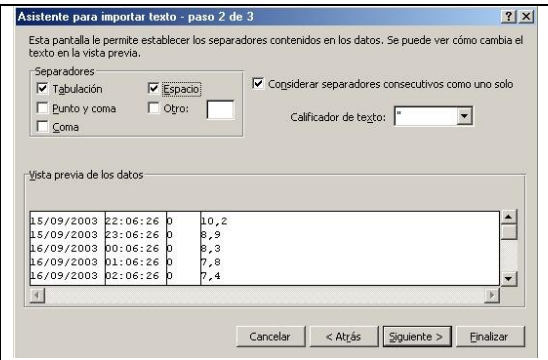 Asistente para importar texto - paso 2 de 3
Esta pantalla le permite establecer los separadores contenidos en los datos. Se puede ver cómo cambia el
texto en la vista previa.
Separadores
Tabulación Espacio
Considerar separadores consecutivos como uno solo
Punto y coma Otro:
Calificador de texto: "
Coma
Vista previa de los datos
15/09/2003 22:06:26 0 10,2
15/09/2003 23:06:26 0 8,9
16/09/2003 00:06:26 0 8,3
16/09/2003 01:06:26 0 7,8
16/09/2003 02:06:26 0 7,4
Cancelar < Atrás Siguiente > Finalizar